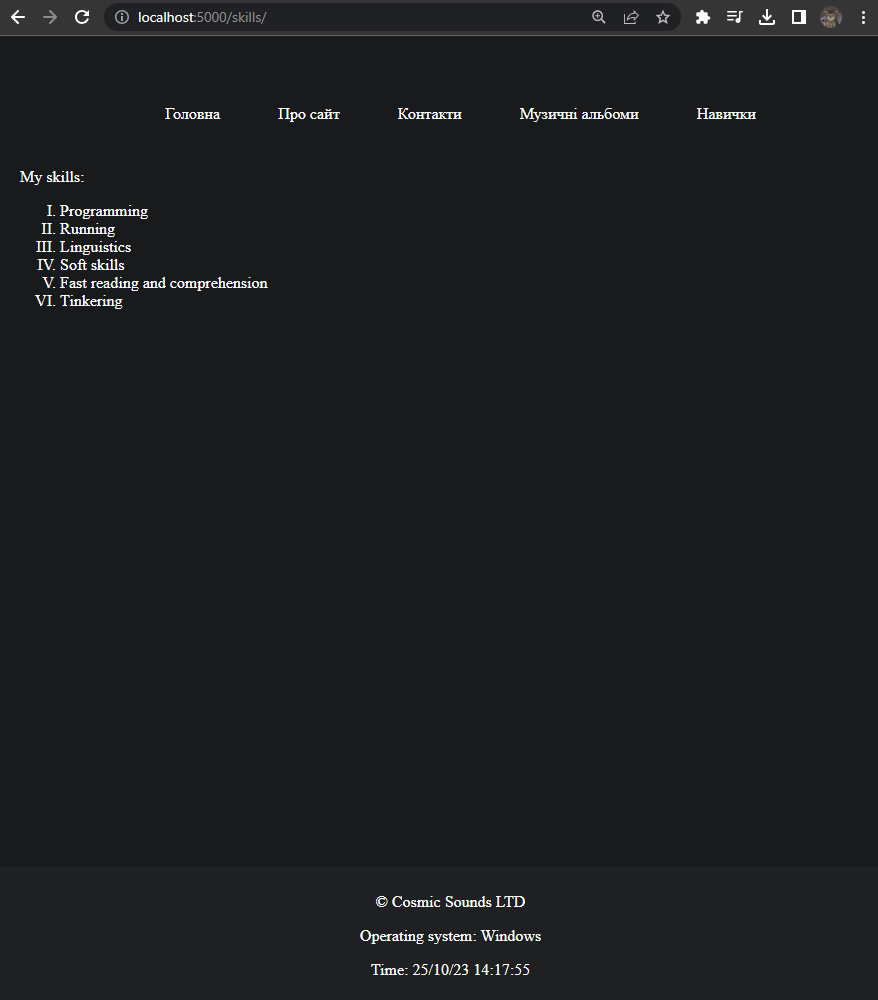 localhost:5000/skills/
Головна Про сайт Контакти Музичні альбоми Навички
My skills:
I. Programming
II. Running
III. Linguistics
IV. Soft skills
V. Fast reading and comprehension
VI. Tinkering
© Cosmic Sounds LTD
Operating system: Windows
Time: 25/10/23 14:17:55